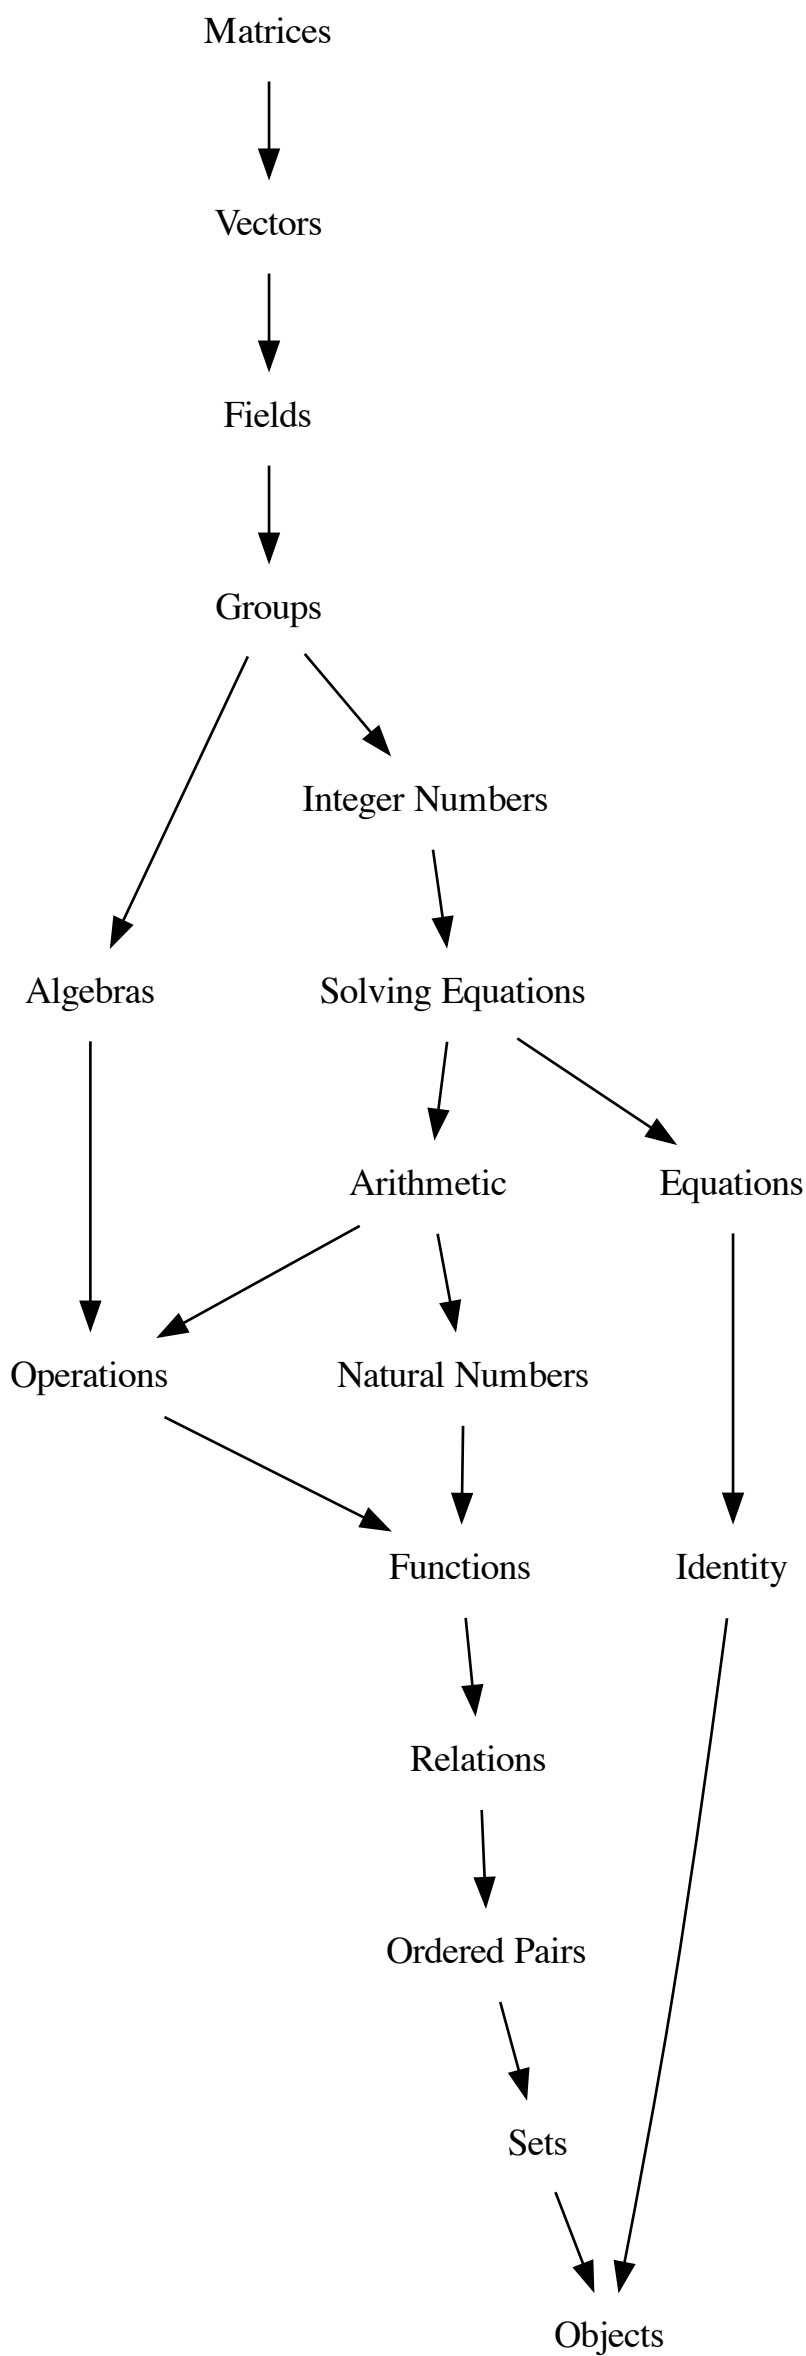 Matrices
Vectors
Fields
Groups
Integer Numbers
Algebras
Solving Equations
Arithmetic
Equations
Operations
Natural Numbers
Functions
Identity
Relations
Ordered Pairs
Sets
Objects